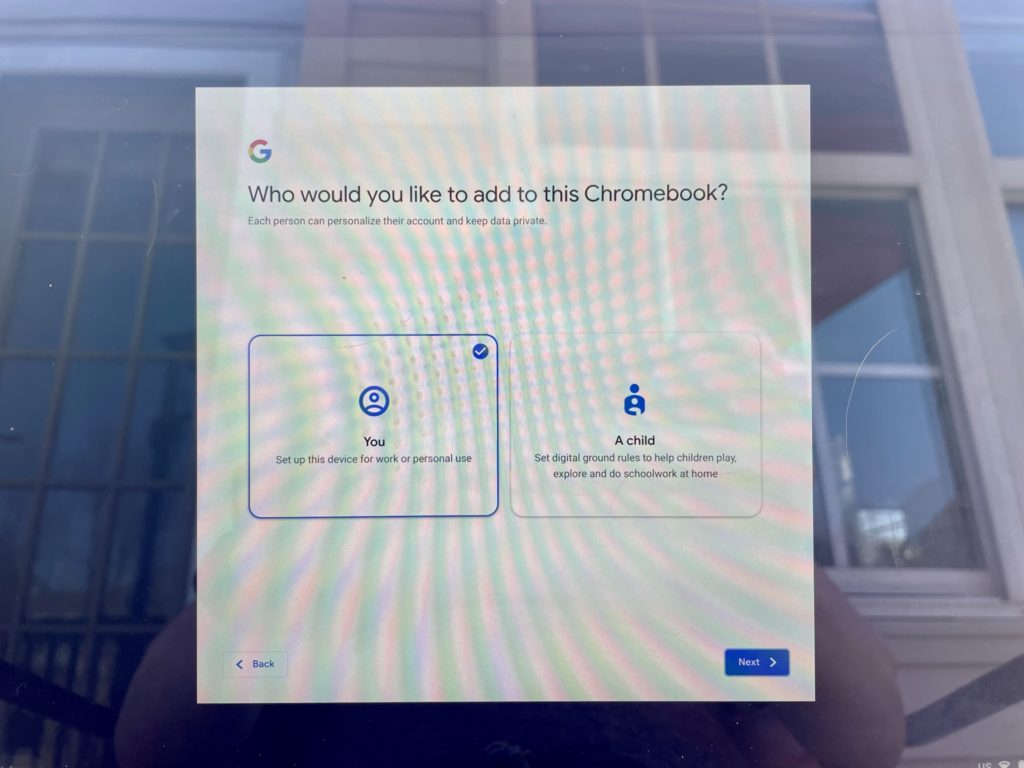 Who would you like to add to this Chromebook?
Each person can personalize their account and keep data private.
You
Set up this device for work or personal use
A child
Set digital ground rules to help children play,
explore and do schoolwork at home
Back
Next
US